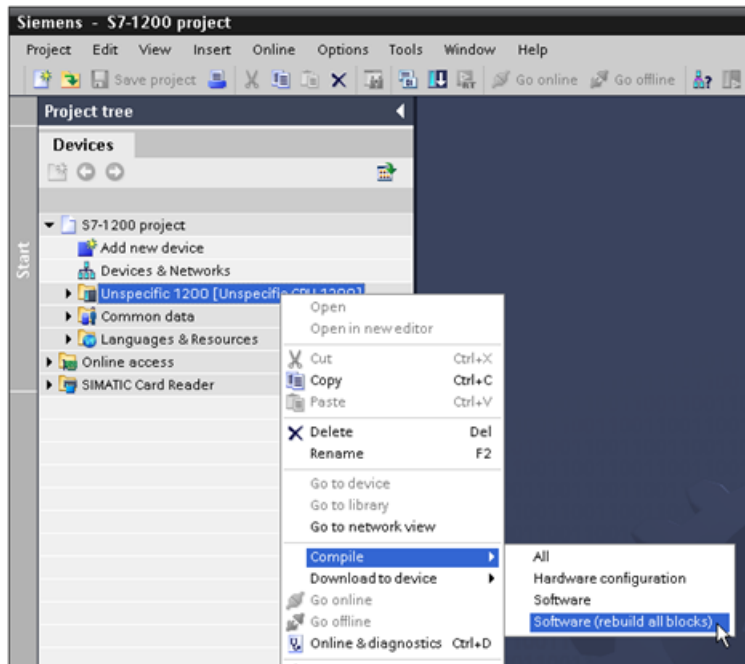 Siemens - S7-1200 project
Project Edit View Insert Online Options Tools Window Help
Save project Go online Go offline
Project tree
Devices
Start
S7-1200 project
Add new device
Devices & Networks
Unspecific 1200 [Unspecific CPU 1200]
Common data
Languages & Resources
Online access
SIMATIC Card Reader
Open
Open in new editor
Cut Ctrl+X
Copy Ctrl+C
Paste Ctrl+V
Delete Del
Rename F2
Go to device
Go to library
Go to network view
Compile
Download to device
Go online
Go offline
Online & diagnostics Ctrl+D
All
Hardware configuration
Software
Software (rebuild all blocks)